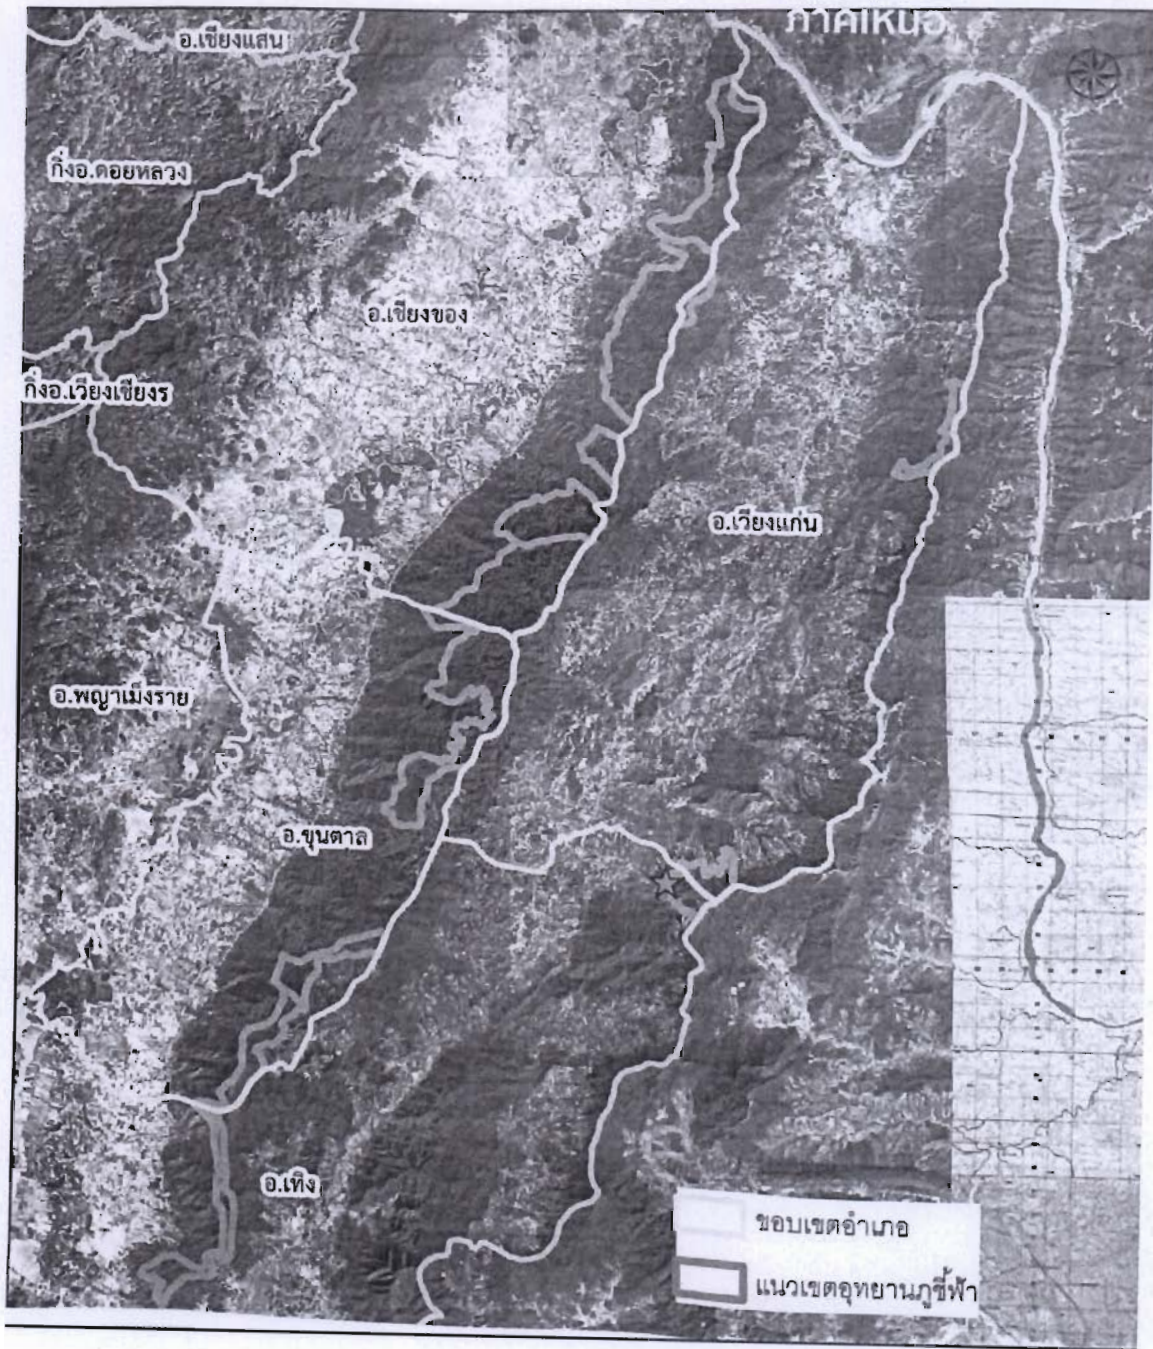 ภาคเหนือ
อ.เชียงแสน
กิ่งอ.ดอยหลวง
อ.เชียงของ
กิ่งอ.เวียงเชียงร
อ.เวียงแก่น
อ.พญาเม็งราย
อ.ขุนตาล
อ.เทิง
ขอบเขตอำเภอ
แนวเขตอุทยานภูชี้ฟ้า